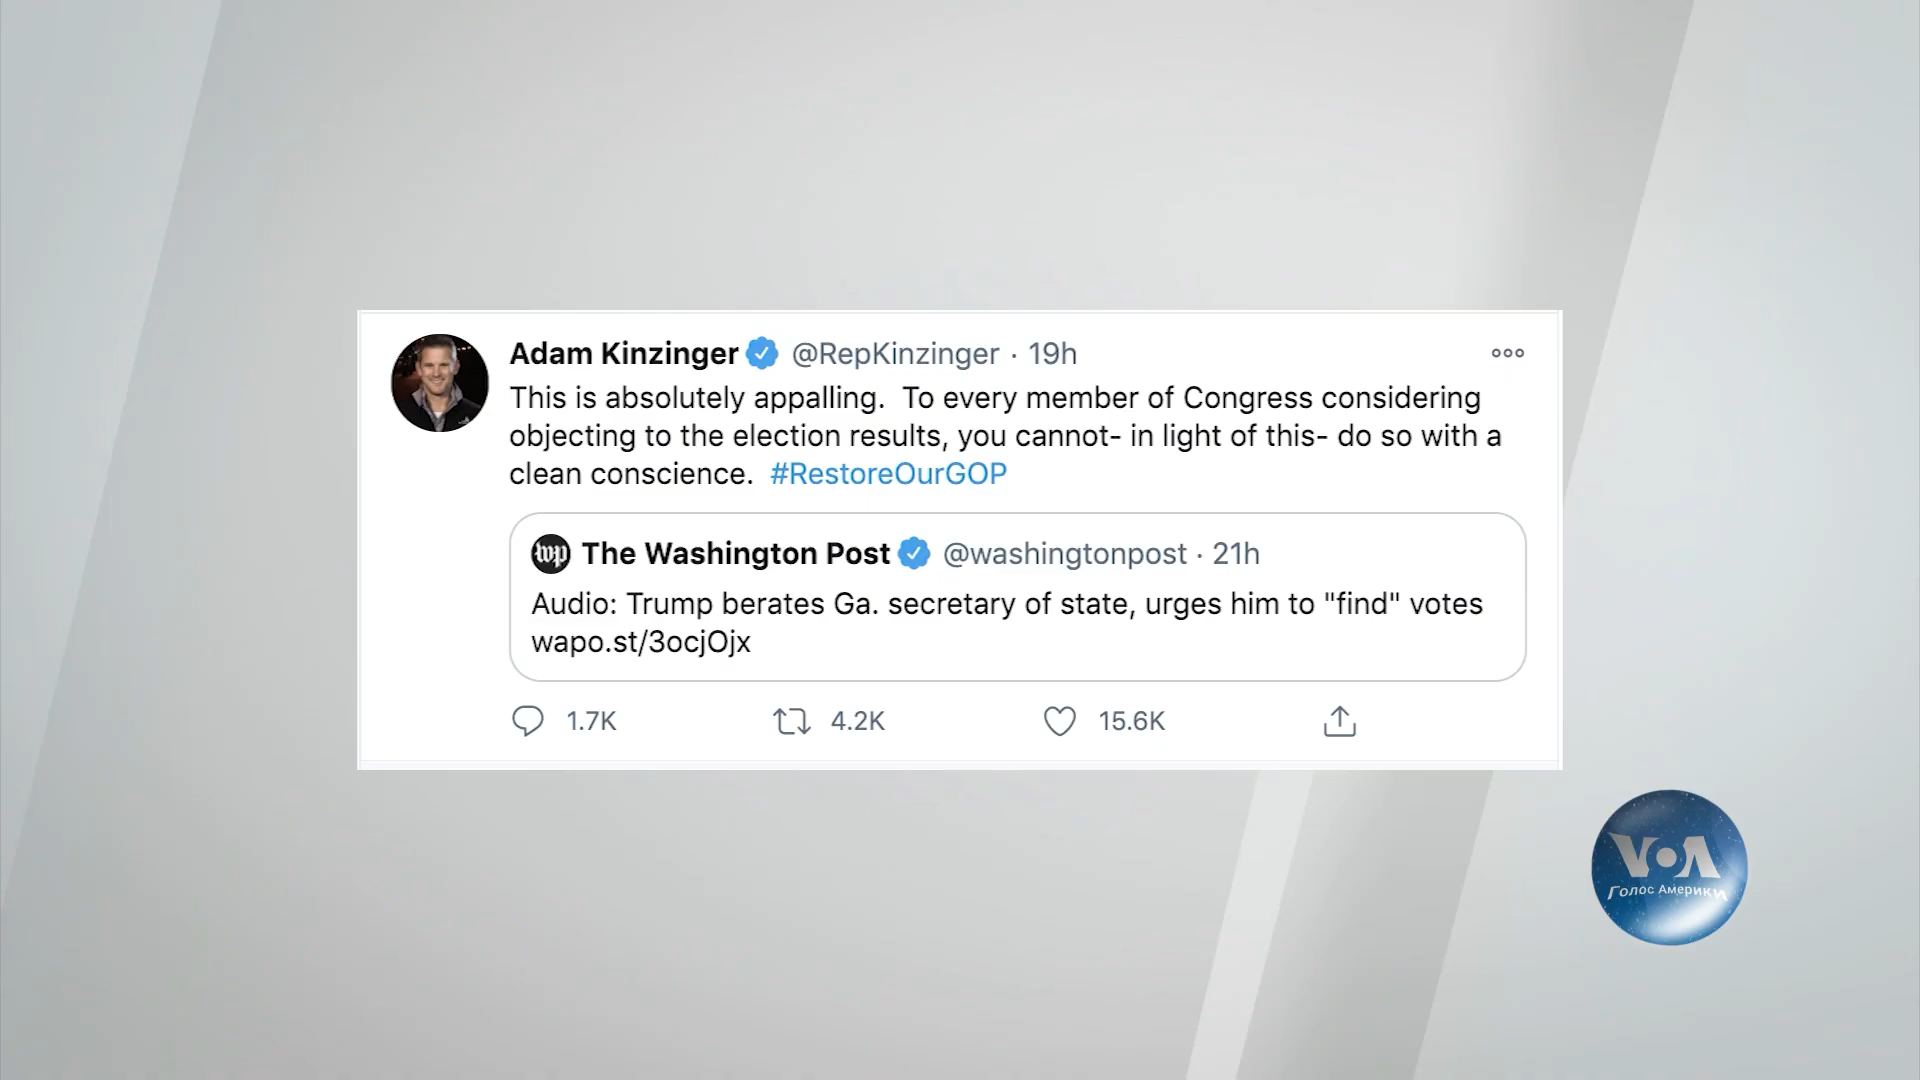 Adam Kinzinger @RepKinzinger · 19h
This is absolutely appalling.  To every member of Congress considering
objecting to the election results, you cannot- in light of this- do so with a
clean conscience.  #RestoreOurGOP
wp The Washington Post @washingtonpost · 21h
Audio: Trump berates Ga. secretary of state, urges him to "find" votes
wapo.st/3ocjOjx
1.7K 4.2K 15.6K
VOA
Голос Америки